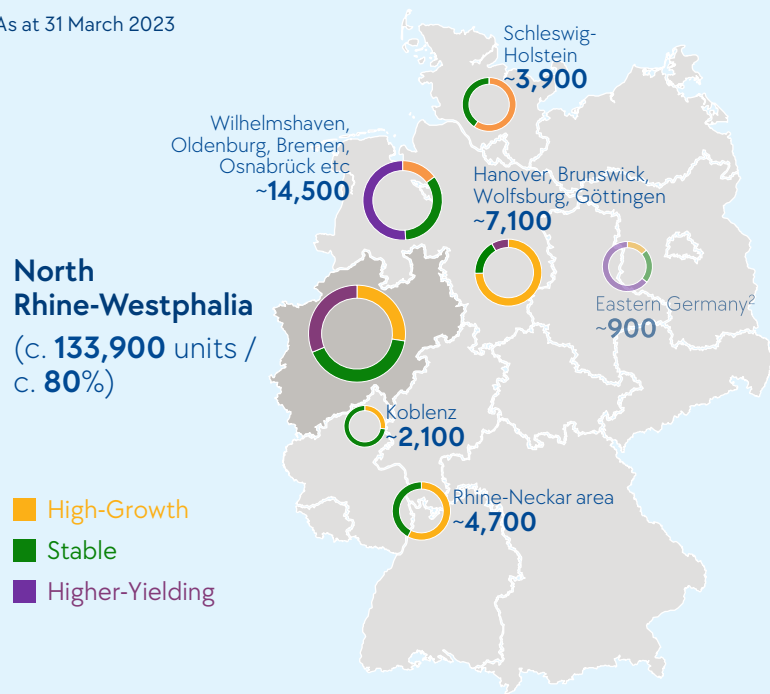 As at 31 March 2023
Schleswig-
Holstein
~3,900
Wilhelmshaven,
Oldenburg, Bremen,
Osnabrück etc
~14,500
Hanover, Brunswick,
Wolfsburg, Göttingen
~7,100
North
Rhine-Westphalia
(c. 133,900 units /
c. 80%)
Eastern Germany²
~900
Koblenz
~2,100
Rhine-Neckar area
~4,700
High-Growth
Stable
Higher-Yielding